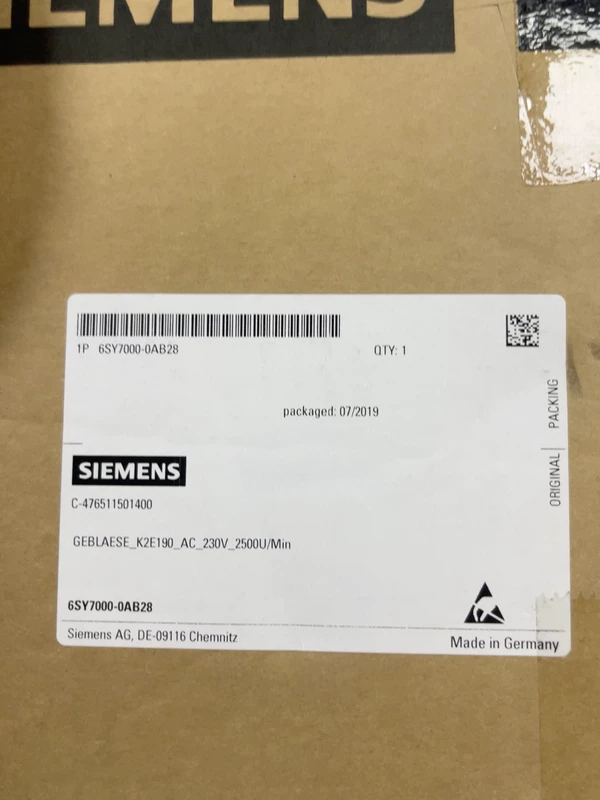 SIEMENS
1P 6SY7000-0AB28
QTY: 1
packaged: 07/2019
ORIGINAL PACKING
SIEMENS
C-476511501400
GEBLAESE_K2E190_AC_230V_2500U/Min
6SY7000-0AB28
Siemens AG, DE-09116 Chemnitz
Made in Germany